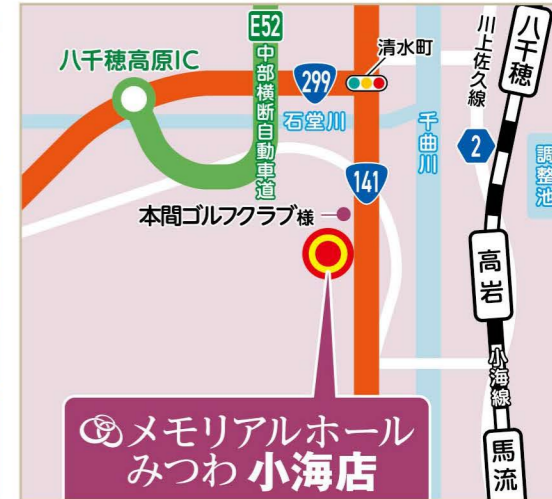 E52
中部横断自動車道
八千穂高原IC
299
清水町
石堂川
川上佐久線
八千穂
千曲川
2
調整池
141
本間ゴルフクラブ様
高岩
小海線
メモリアルホール
みつわ 小海店
馬流